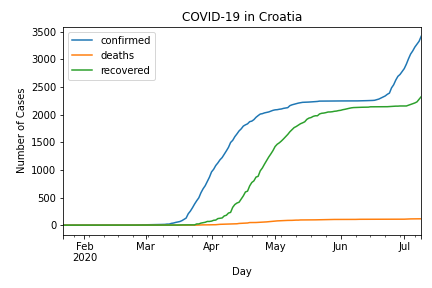 COVID-19 in Croatia
3500
3000
2500
2000
1500
1000
500
0
Number of Cases
confirmed
deaths
recovered
Feb Mar Apr May Jun Jul
2020
Day